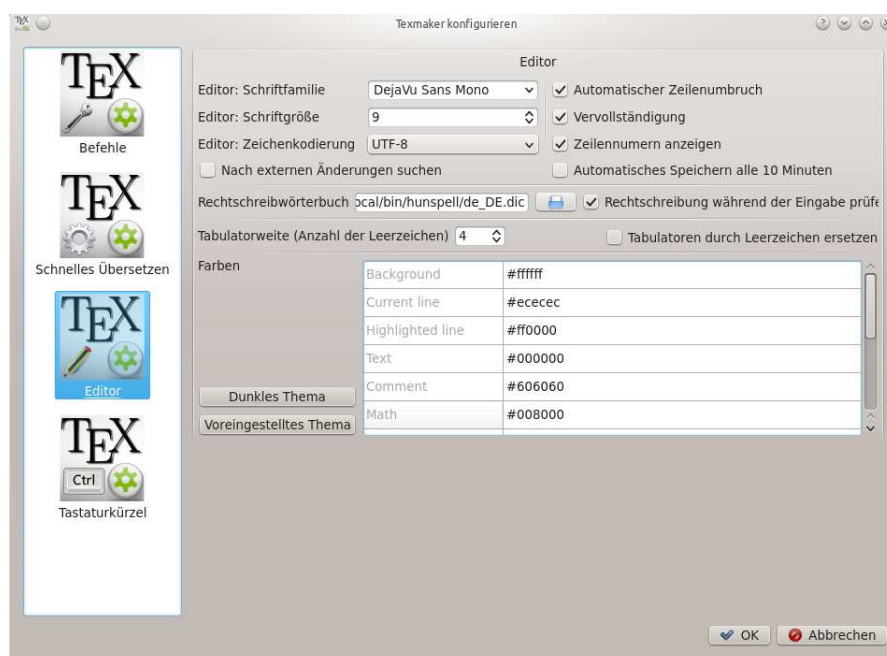 TEX
Texmaker konfigurieren
TEX
Befehle
TEX
Schnelles Übersetzen
TEX
Editor
TEX
Ctrl
Tastaturkürzel
Editor
Editor: Schriftfamilie DejaVu Sans Mono Automatischer Zeilenumbruch
Editor: Schriftgröße 9 Vervollständigung
Editor: Zeichenkodierung UTF-8 Zeilennumern anzeigen
Nach externen Änderungen suchen Automatisches Speichern alle 10 Minuten
Rechtschreibwörterbuch ocal/bin/hunspell/de_DE.dic Rechtschreibung während der Eingabe prüfe
Tabulatorweite (Anzahl der Leerzeichen) 4 Tabulatoren durch Leerzeichen ersetzen
Farben
Background #ffffff
Current line #ececec
Highlighted line #ff0000
Text #000000
Comment #606060
Math #008000
Dunkles Thema
Voreingestelltes Thema
OK Abbrechen